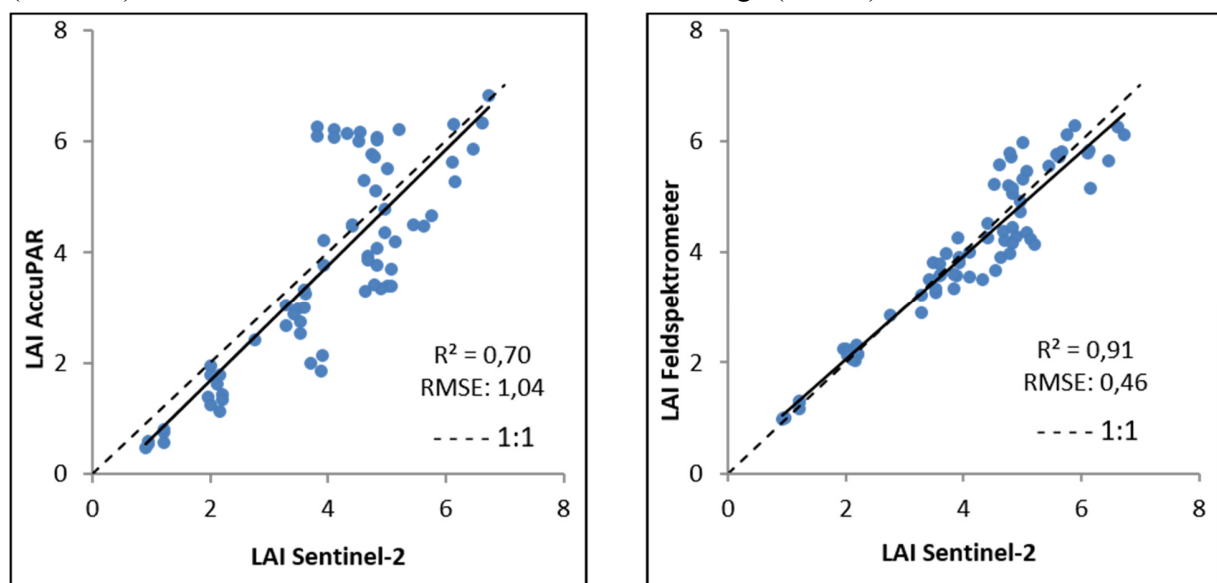 8
6
4
2
0
0 2 4 6 8
LAI AccuPAR
LAI Sentinel-2
R² = 0,70
RMSE: 1,04
1:1
8
6
4
2
0
0 2 4 6 8
LAI Feldspektrometer
LAI Sentinel-2
R² = 0,91
RMSE: 0,46
1:1